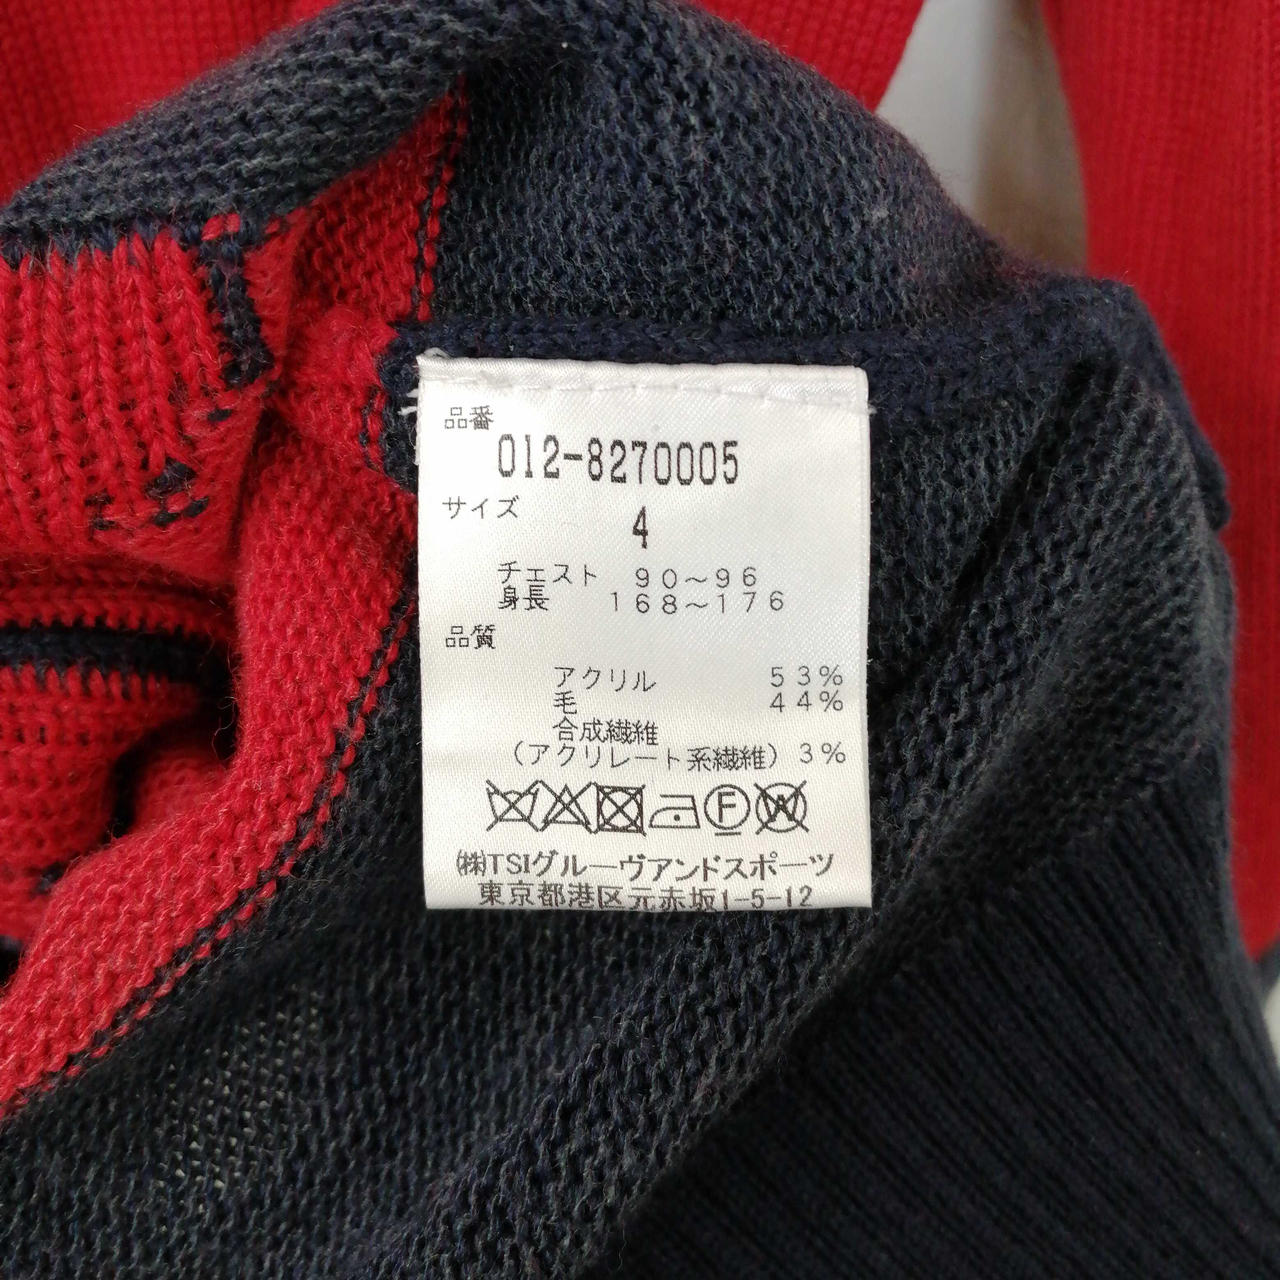 品番
012-8270005
サイズ
4
チェスト 90～96
身長 168～176
品質
アクリル 53%
毛 44%
合成繊維
(アクリレート系繊維) 3%
F W
㈱TSIグルーヴアンドスポーツ
東京都港区元赤坂1-5-12